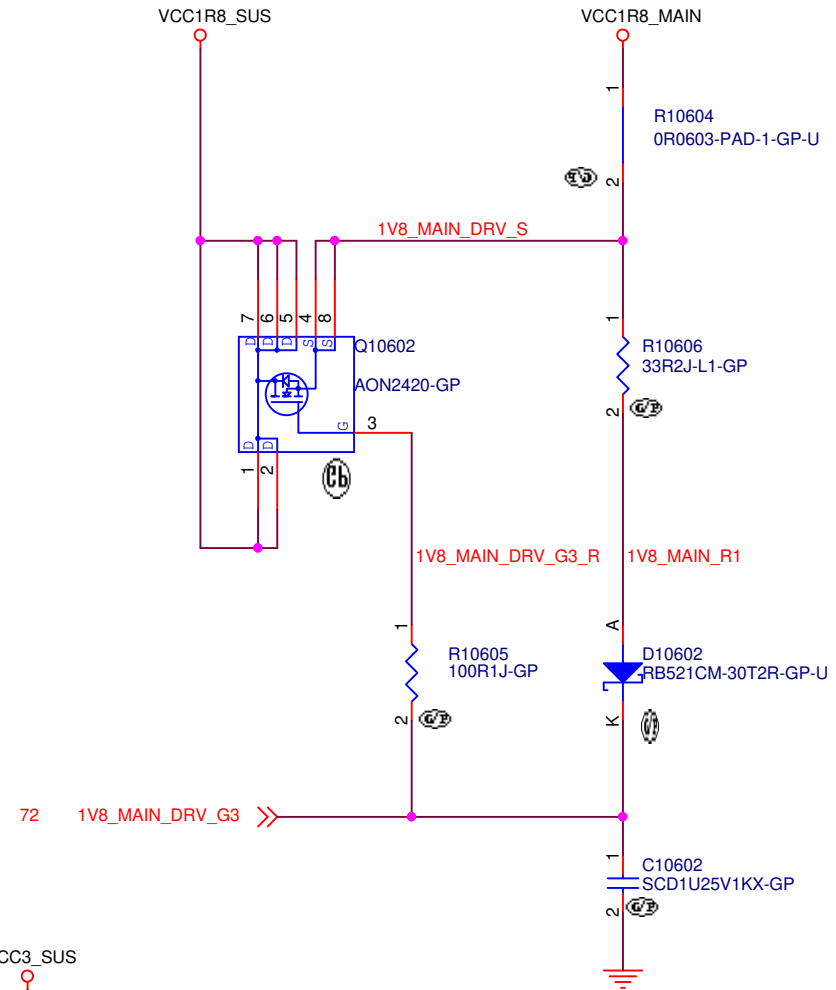 VCC1R8_SUS
VCC1R8_MAIN
1
R10604
0R0603-PAD-1-GP-U
2
1V8_MAIN_DRV_S
7 6 5 4 8
D D D S S
1
Q10602
R10606
33R2J-L1-GP
AON2420-GP
2
G/P
G 3
D D
1 2
1V8_MAIN_DRV_G3_R
1V8_MAIN_R1
1
A
R10605
100R1J-GP
D10602
RB521CM-30T2R-GP-U
2
G/P
K
G/P
72 1V8_MAIN_DRV_G3
1
C10602
SCD1U25V1KX-GP
2
G/P
CC3_SUS